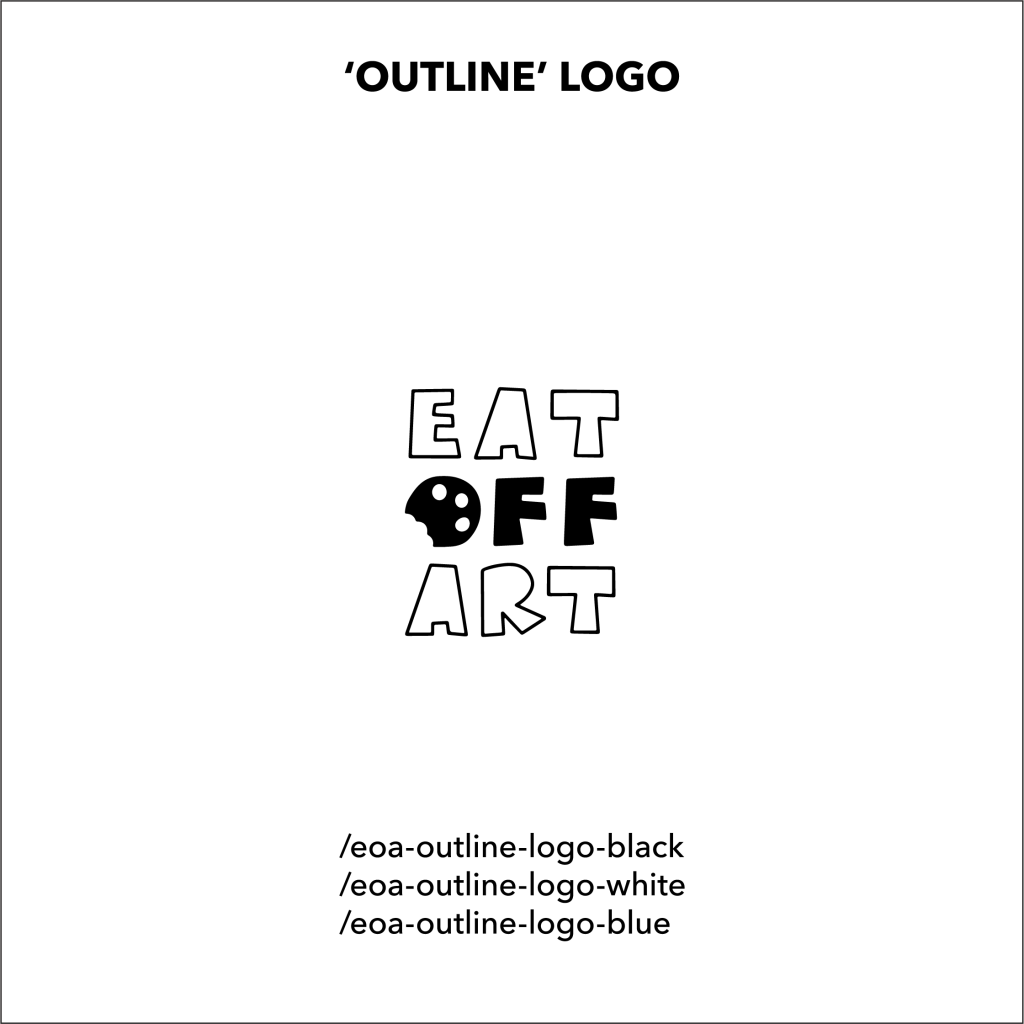 ‘OUTLINE’ LOGO
EAT
OFF
ART
/eoa-outline-logo-black
/eoa-outline-logo-white
/eoa-outline-logo-blue